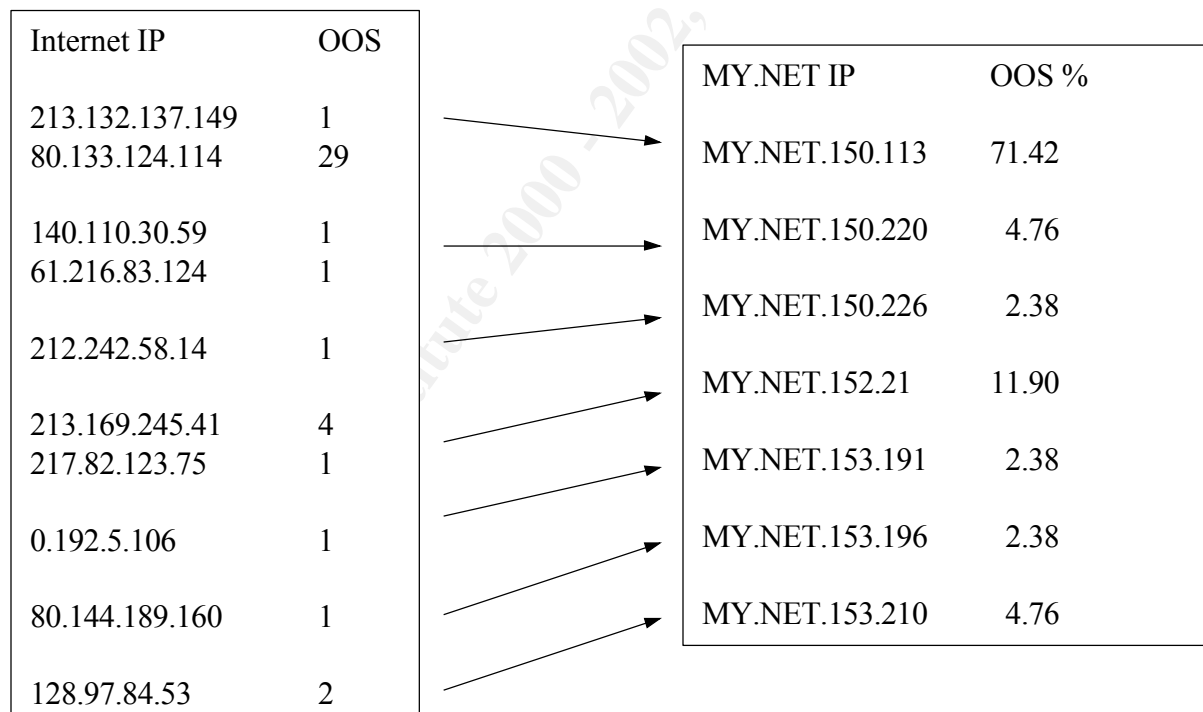 Internet IP OOS
213.132.137.149 1
80.133.124.114 29
140.110.30.59 1
61.216.83.124 1
212.242.58.14 1
213.169.245.41 4
217.82.123.75 1
0.192.5.106 1
80.144.189.160 1
128.97.84.53 2
MY.NET IP OOS %
MY.NET.150.113 71.42
MY.NET.150.220 4.76
MY.NET.150.226 2.38
MY.NET.152.21 11.90
MY.NET.153.191 2.38
MY.NET.153.196 2.38
MY.NET.153.210 4.76
2000 - 2002,